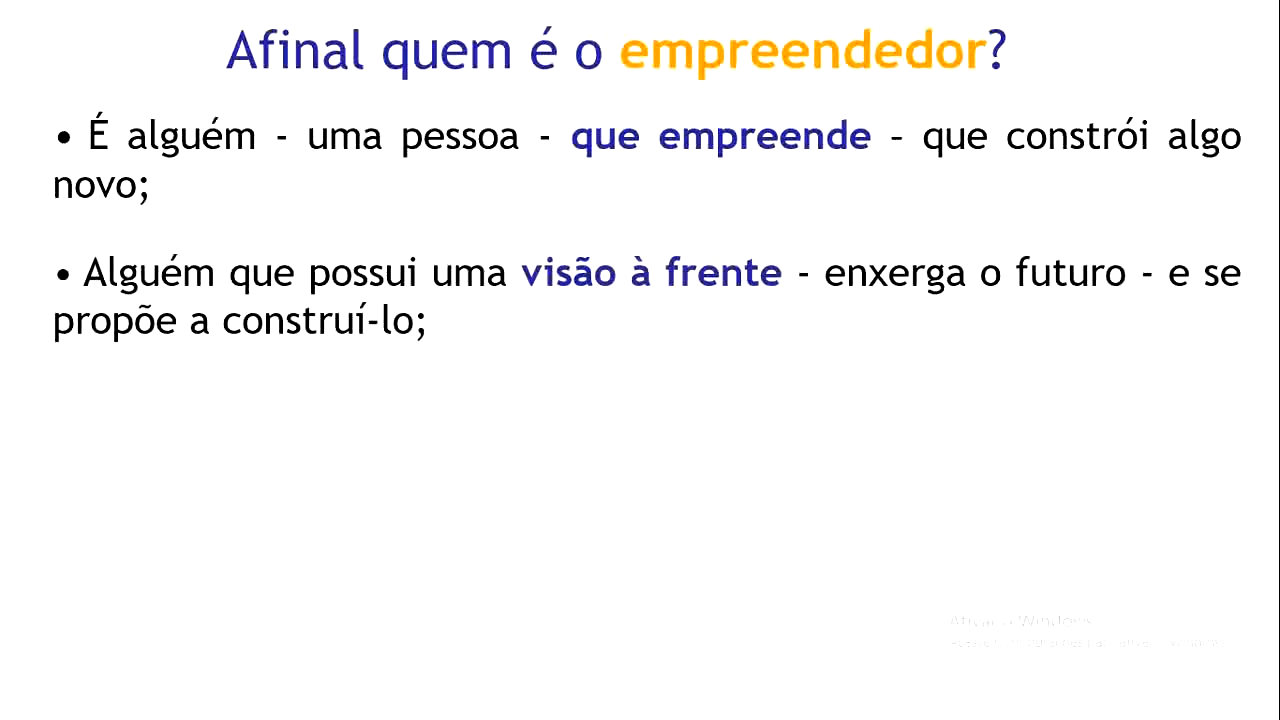 Afinal quem é o empreendedor?
• É alguém - uma pessoa - que empreende – que constrói algo
novo;
• Alguém que possui uma visão à frente - enxerga o futuro - e se
propõe a construí-lo;